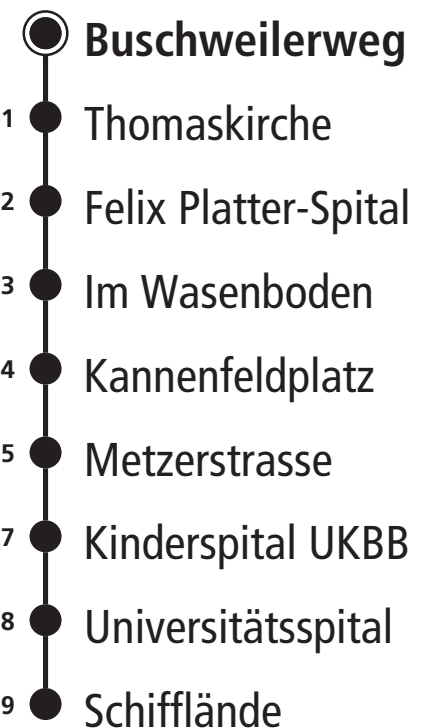 Buschweilerweg
1 Thomaskirche
2 Felix Platter-Spital
3 Im Wasenboden
4 Kannenfeldplatz
5 Metzerstrasse
7 Kinderspital UKBB
8 Universitätsspital
9 Schifflände